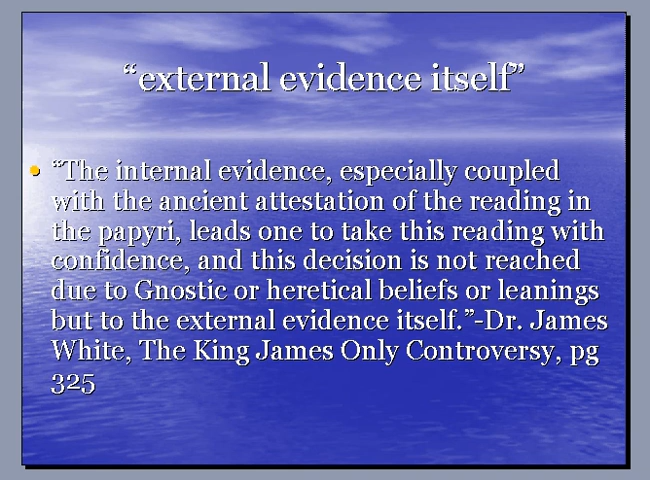 “external evidence itself”
“The internal evidence, especially coupled
with the ancient attestation of the reading in
the papyri, leads one to take this reading with
confidence, and this decision is not reached
due to Gnostic or heretical beliefs or leanings
but to the external evidence itself.”-Dr. James
White, The King James Only Controversy, pg
325